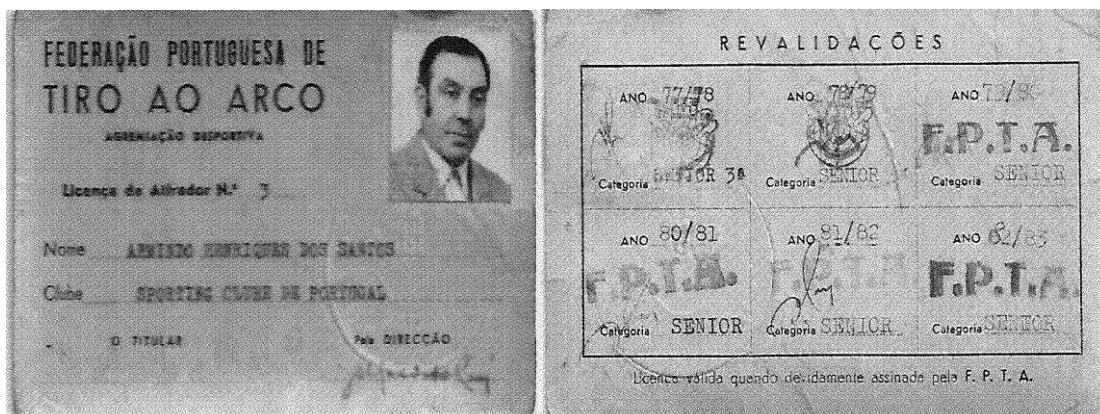 FEDERAÇÃO PORTUGUESA DE
TIRO AO ARCO
AGREMIAÇÃO DESPORTIVA
Licença de Atirador N.º 3
Nome ARMINDO HENRIQUES DOS SANTOS
Clube SPORTING CLUBE DE PORTUGAL
O TITULAR
Pela DIRECÇÃO
REVALIDAÇÕES
ANO 77/78
ANO 78/79
ANO 79/80
F.P.T.A.
Categoria SENIOR 3ª
Categoria SENIOR
Categoria SENIOR
ANO 80/81
ANO 81/82
ANO 82/83
F.P.T.A.
F.P.T.A.
F.P.T.A.
Categoria SENIOR
Categoria SENIOR
Categoria SENIOR
Licença válida quando devidamente assinada pela F. P. T. A.